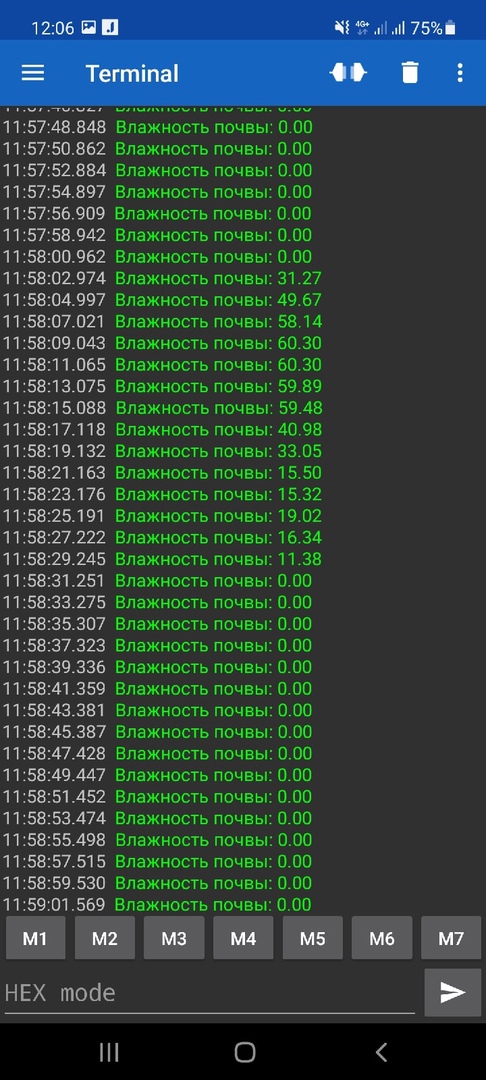 12:06 4G+ 75%
Terminal
11:57:48.848 Влажность почвы: 0.00
11:57:50.862 Влажность почвы: 0.00
11:57:52.884 Влажность почвы: 0.00
11:57:54.897 Влажность почвы: 0.00
11:57:56.909 Влажность почвы: 0.00
11:57:58.942 Влажность почвы: 0.00
11:58:00.962 Влажность почвы: 0.00
11:58:02.974 Влажность почвы: 31.27
11:58:04.997 Влажность почвы: 49.67
11:58:07.021 Влажность почвы: 58.14
11:58:09.043 Влажность почвы: 60.30
11:58:11.065 Влажность почвы: 60.30
11:58:13.075 Влажность почвы: 59.89
11:58:15.088 Влажность почвы: 59.48
11:58:17.118 Влажность почвы: 40.98
11:58:19.132 Влажность почвы: 33.05
11:58:21.163 Влажность почвы: 15.50
11:58:23.176 Влажность почвы: 15.32
11:58:25.191 Влажность почвы: 19.02
11:58:27.222 Влажность почвы: 16.34
11:58:29.245 Влажность почвы: 11.38
11:58:31.251 Влажность почвы: 0.00
11:58:33.275 Влажность почвы: 0.00
11:58:35.307 Влажность почвы: 0.00
11:58:37.323 Влажность почвы: 0.00
11:58:39.336 Влажность почвы: 0.00
11:58:41.359 Влажность почвы: 0.00
11:58:43.381 Влажность почвы: 0.00
11:58:45.387 Влажность почвы: 0.00
11:58:47.428 Влажность почвы: 0.00
11:58:49.447 Влажность почвы: 0.00
11:58:51.452 Влажность почвы: 0.00
11:58:53.474 Влажность почвы: 0.00
11:58:55.498 Влажность почвы: 0.00
11:58:57.515 Влажность почвы: 0.00
11:58:59.530 Влажность почвы: 0.00
11:59:01.569 Влажность почвы: 0.00
M1 M2 M3 M4 M5 M6 M7
HEX mode